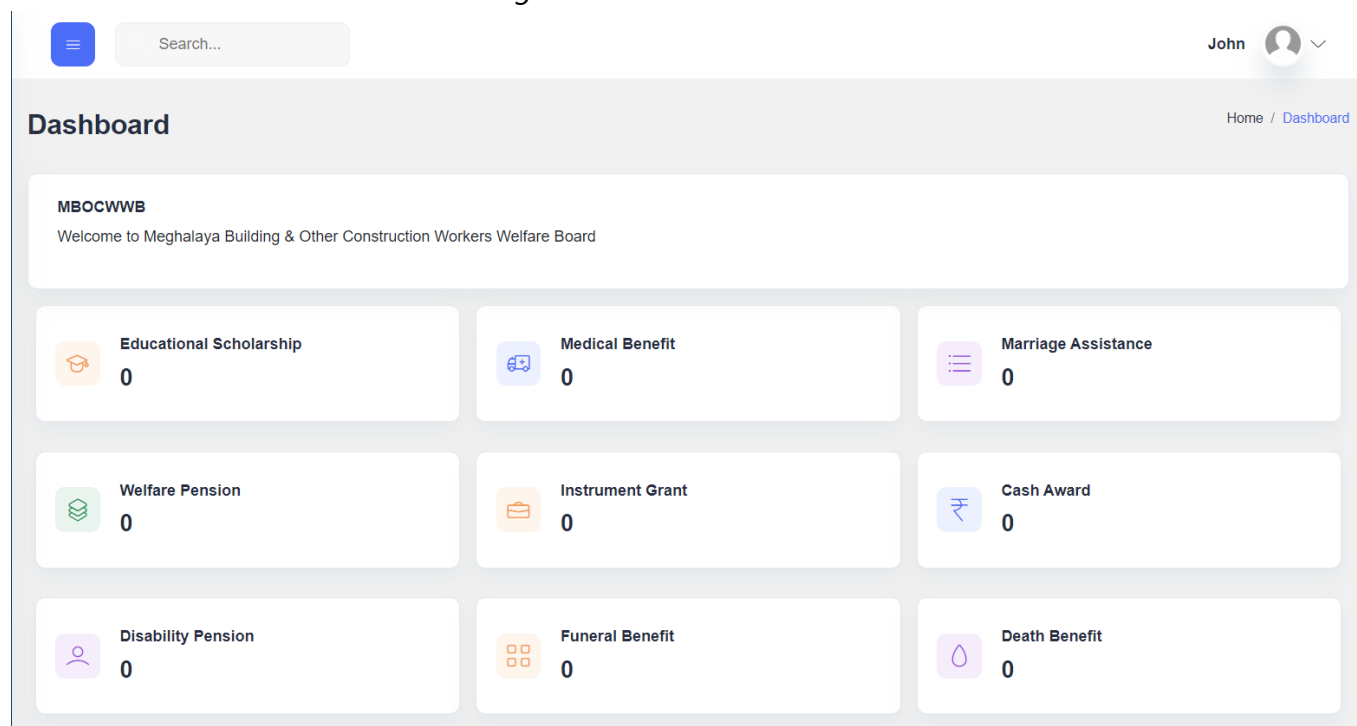 Search...
John
Dashboard
Home / Dashboard
MBOCWWB
Welcome to Meghalaya Building & Other Construction Workers Welfare Board
Educational Scholarship
0
Medical Benefit
0
Marriage Assistance
0
Welfare Pension
0
Instrument Grant
0
Cash Award
0
Disability Pension
0
Funeral Benefit
0
Death Benefit
0